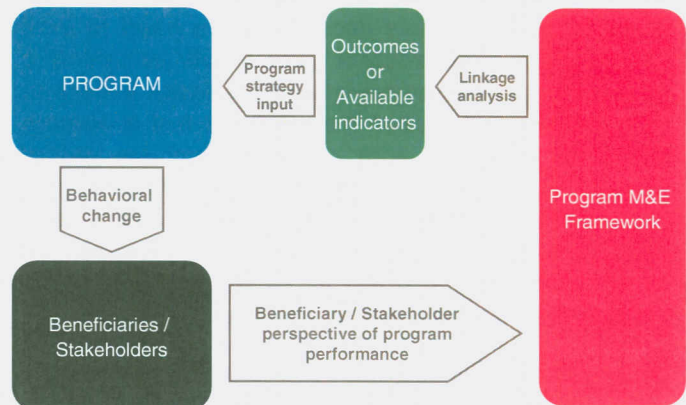 PROGRAM
Program
strategy
input
Outcomes
or
Available
indicators
Linkage
analysis
Program M&E
Framework
Behavioral
change
Beneficiaries /
Stakeholders
Beneficiary / Stakeholder
perspective of program
performance